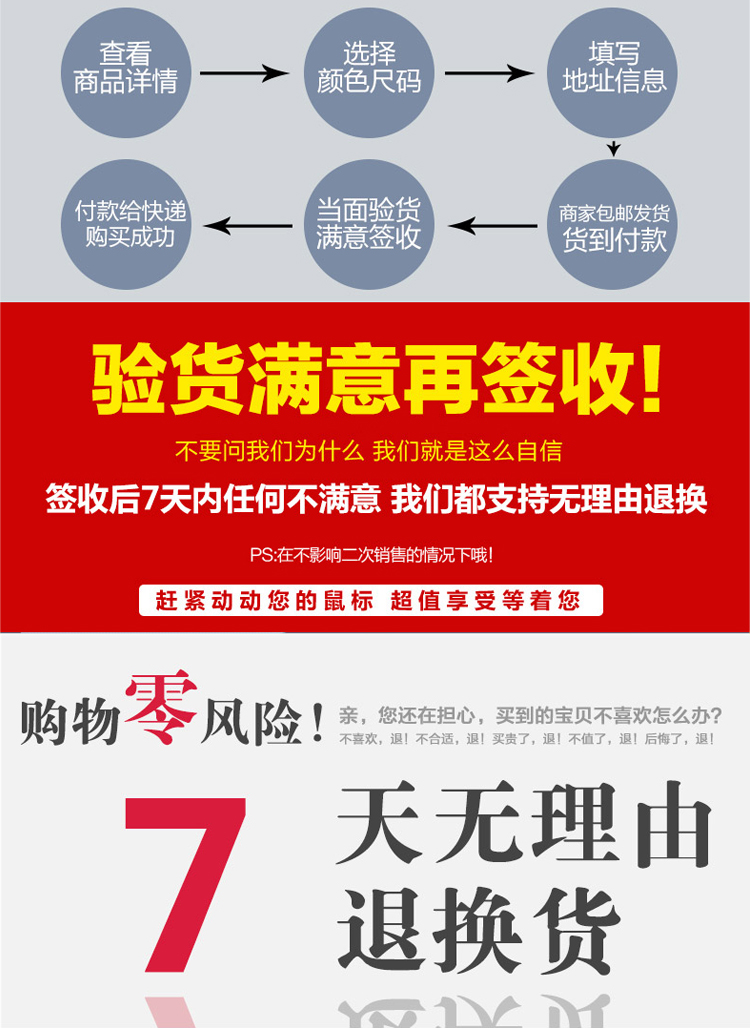 查看
商品详情
选择
颜色尺码
填写
地址信息
商家包邮发货
货到付款
当面验货
满意签收
付款给快递
购买成功
验货满意再签收!
不要问我们为什么 我们就是这么自信
签收后7天内任何不满意 我们都支持无理由退换
PS:在不影响二次销售的情况下哦!
赶紧动动您的鼠标 超值享受等着您
购物零风险!
亲，您还在担心，买到的宝贝不喜欢怎么办?
不喜欢，退! 不合适，退! 买贵了，退! 不值了，退! 后悔了，退!
7天无理由
退换货